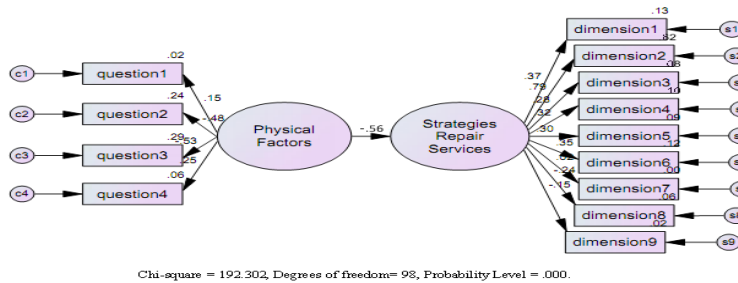 .13
dimension1
s1
.62
dimension2
.08
dimension3
.10
dimension4
.09
dimension5
.12
dimension6
.00
dimension7
.06
dimension8
.02
dimension9
s9
.37
.79
.28
.32
.30
.35
.02
-.24
-.15
.02
c1
question1
.24
c2
question2
.29
c3
question3
.06
c4
question4
.15
-.48
-.53
.25
Physical
Factors
-.56
Strategies
Repair
Services
Chi-square = 192.302, Degrees of freedom= 98, Probability Level = .000.